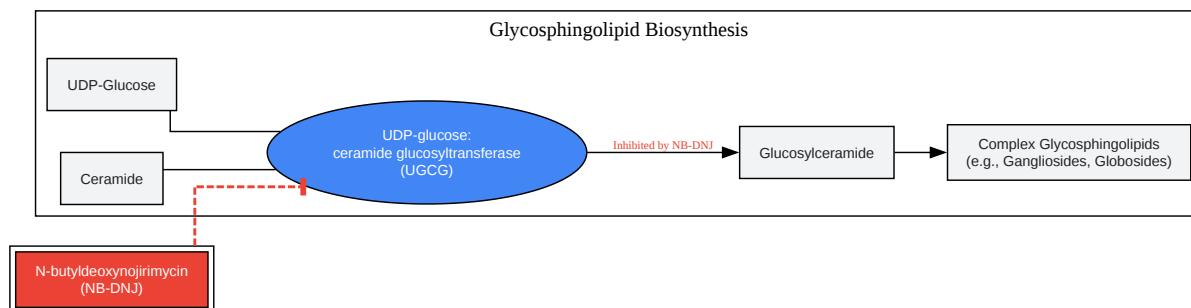 Glycosphingolipid Biosynthesis
UDP-Glucose
Ceramide
UDP-glucose:
ceramide glucosyltransferase
(UGCG)
Inhibited by NB-DNJ
Glucosylceramide
Complex Glycosphingolipids
(e.g., Gangliosides, Globosides)
N-butyldeoxynojirimycin
(NB-DNJ)